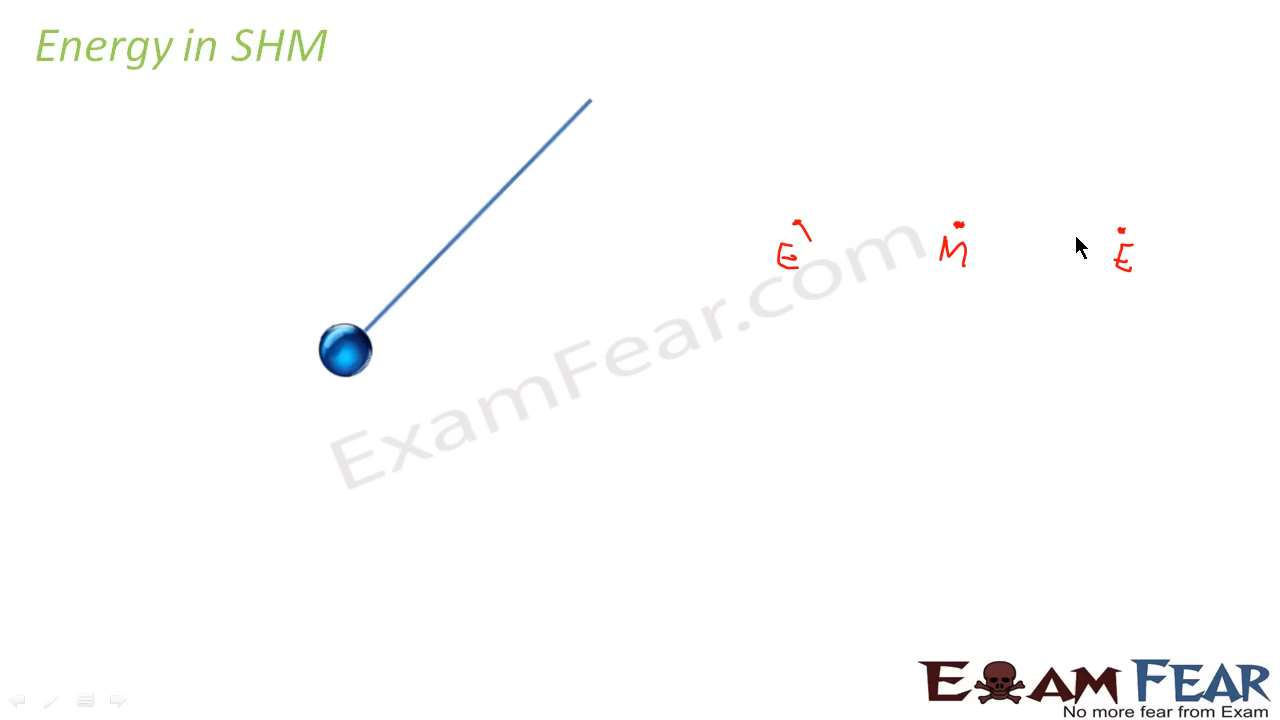 Energy in SHM
E' M E
ExamFear.com
EXAM FEAR
No more fear from Exam